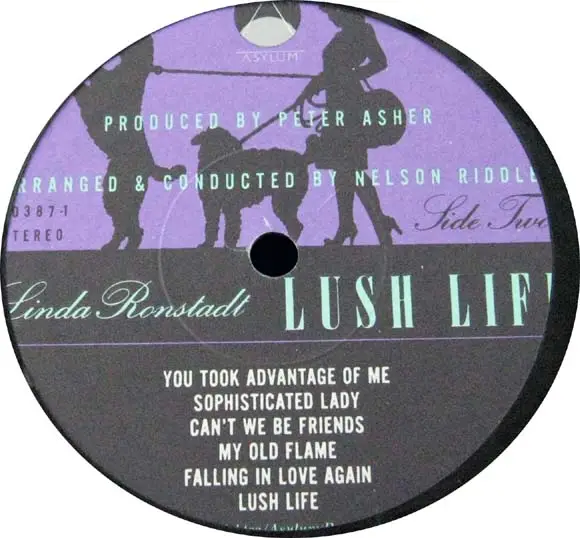 ASYLUM
PRODUCED BY PETER ASHER
RRANGED & CONDUCTED BY NELSON RIDDLE
0387-1
TEREO
Side Two
Linda Ronstadt LUSH LIF
YOU TOOK ADVANTAGE OF ME
SOPHISTICATED LADY
CAN'T WE BE FRIENDS
MY OLD FLAME
FALLING IN LOVE AGAIN
LUSH LIFE